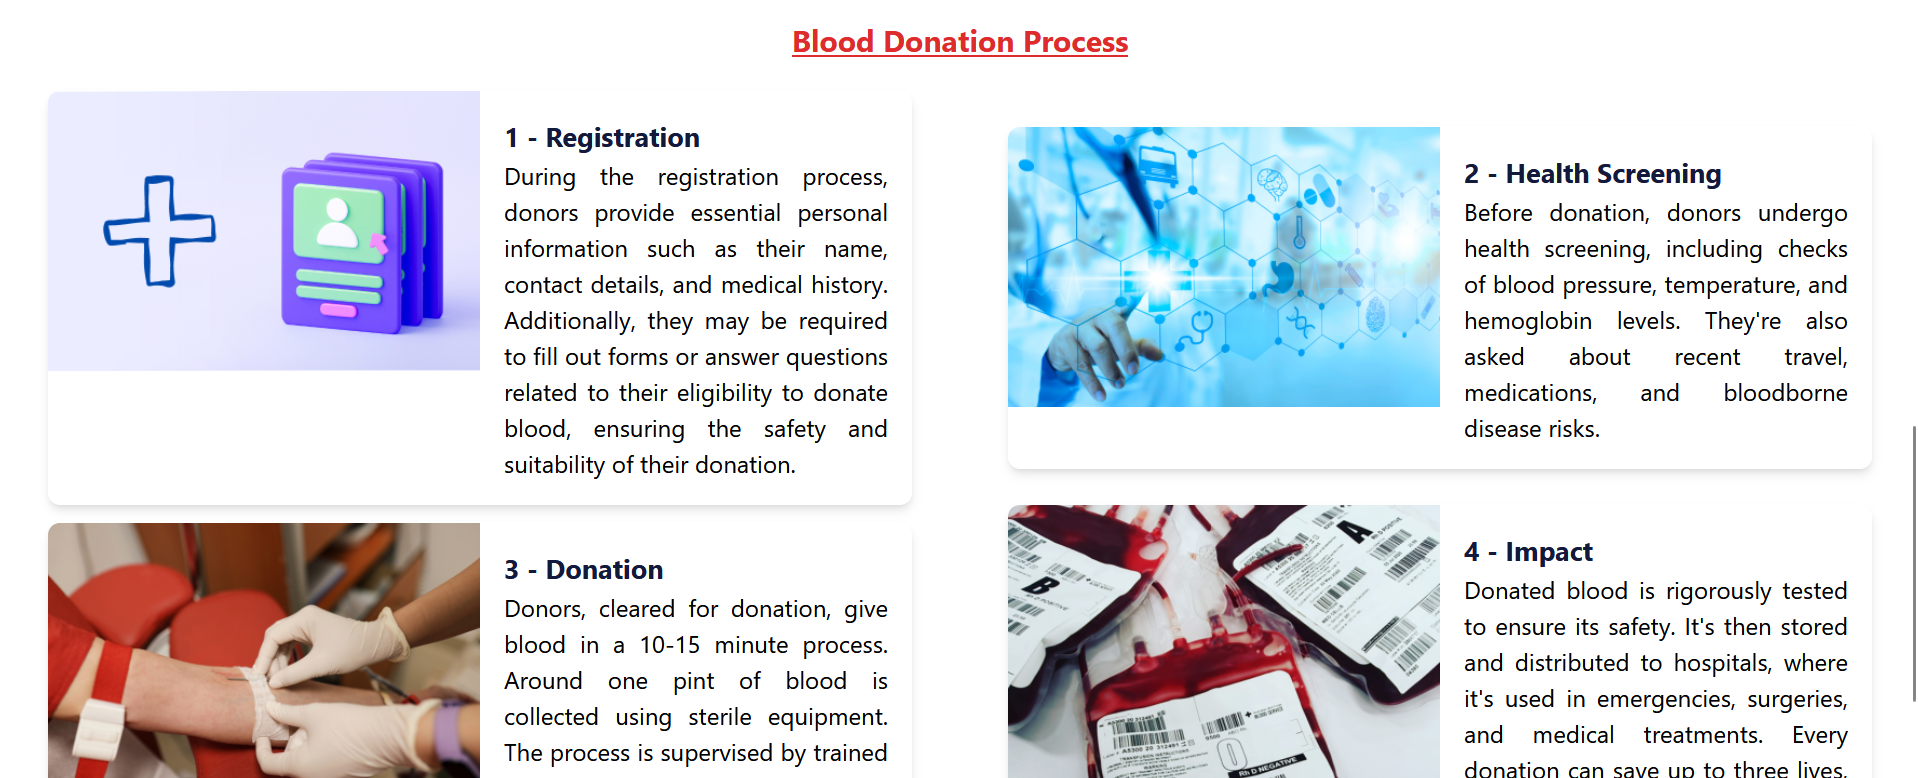 Blood Donation Process
1 - Registration
During the registration process,
donors provide essential personal
information such as their name,
contact details, and medical history.
Additionally, they may be required
to fill out forms or answer questions
related to their eligibility to donate
blood, ensuring the safety and
suitability of their donation.
2 - Health Screening
Before donation, donors undergo
health screening, including checks
of blood pressure, temperature, and
hemoglobin levels. They're also
asked about recent travel,
medications, and bloodborne
disease risks.
3 - Donation
Donors, cleared for donation, give
blood in a 10-15 minute process.
Around one pint of blood is
collected using sterile equipment.
The process is supervised by trained
4 - Impact
Donated blood is rigorously tested
to ensure its safety. It's then stored
and distributed to hospitals, where
it's used in emergencies, surgeries,
and medical treatments. Every
donation can save up to three lives,
A
B
O
Rh D NEGATIVE